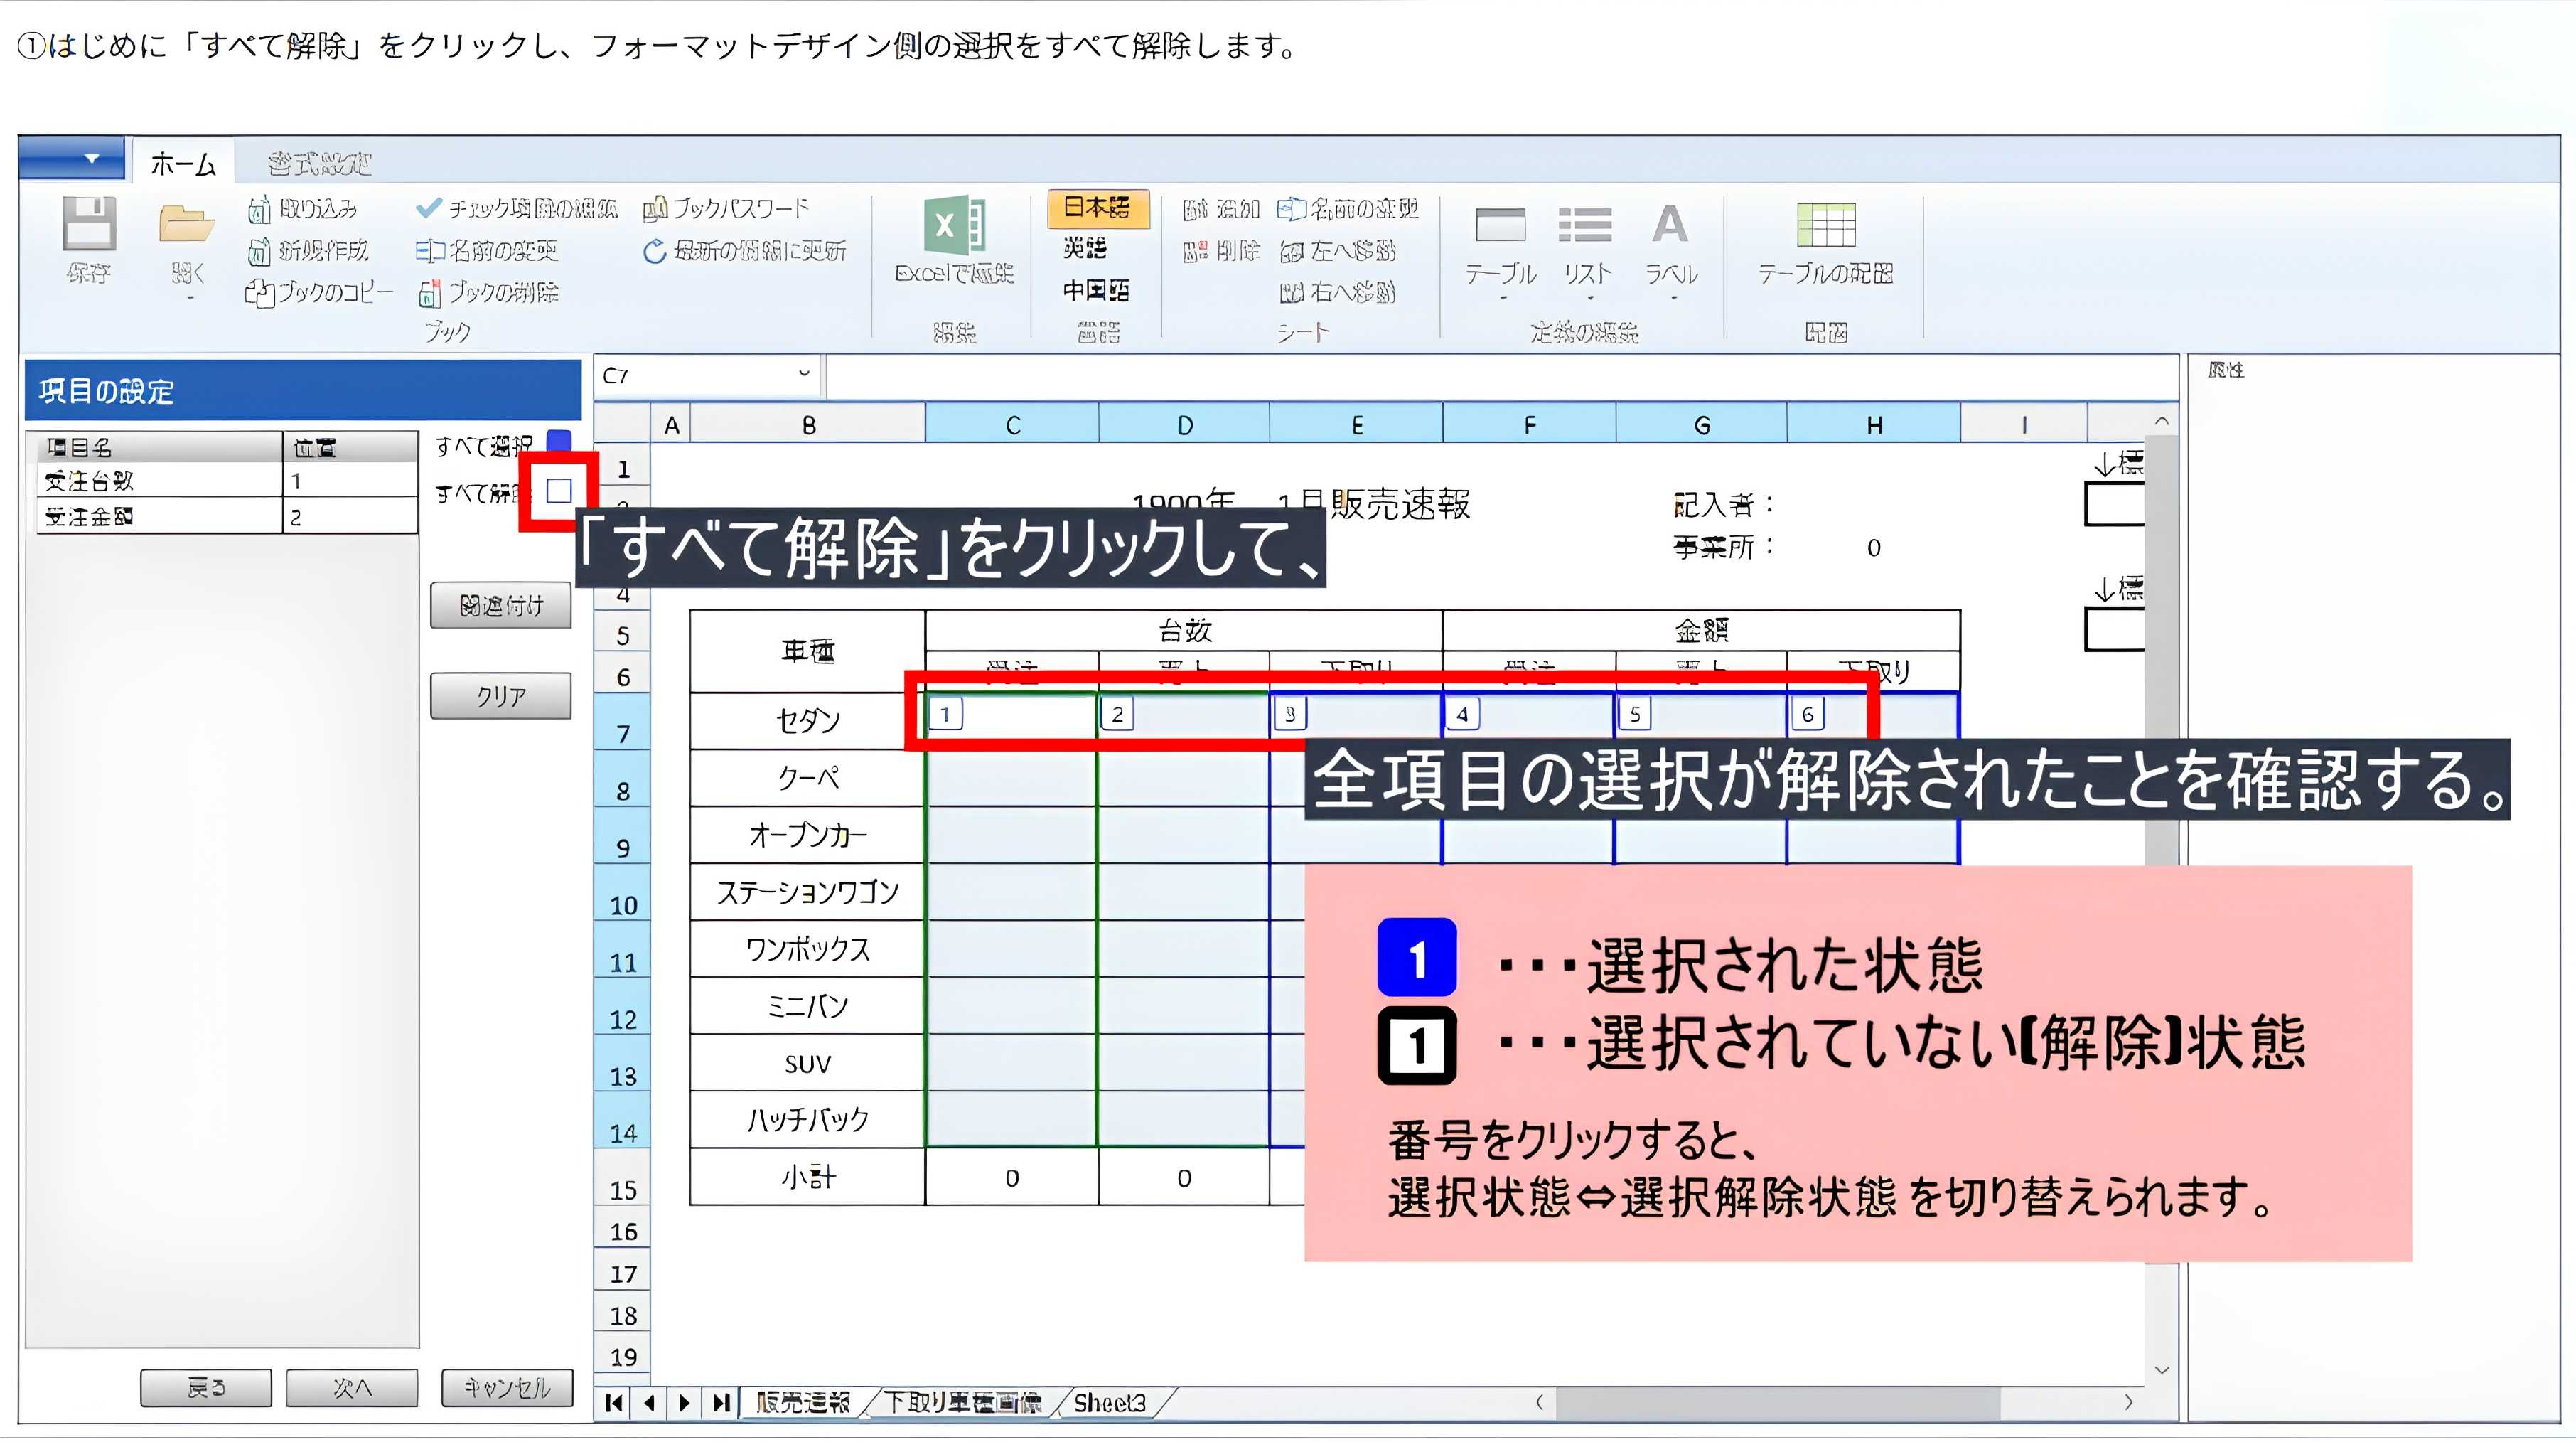 ①はじめに「すべて解除」をクリックし、フォーマットデザイン側の選択をすべて解除します。
ホーム 書式設定
取り込み チェック項目の編集 ブックパスワード 日本語 追加 名前の変更
新規作成 名前の変更 最新の情報に更新 英語 削除 左へ移動
保存 開く Excelで編集 テーブル リスト ラベル テーブルの配置
ブックのコピー ブックの削除 中国語 右へ移動
ブック 編集 言語 シート 定義の編集 配置
項目の設定 C7 属性
A B C D E F G H I
項目名 位置 すべて選択
受注台数 1 すべて解
受注金額 2
1 ↓標
1900年 1月販売速報 記入者：
「すべて解除」をクリックして、
事業所： 0
4 ↓標
関連付け
5 車種 台数 金額
6 受注 売上 下取り 受注 売上 下取り
クリア
7 セダン 1 2 3 4 5 6
全項目の選択が解除されたことを確認する。
8 クーペ
9 オープンカー
10 ステーションワゴン
11 ワンボックス
12 ミニバン
13 SUV
14 ハッチバック
15 小計 0 0
16
17
18
19
1 ・・・選択された状態
1 ・・・選択されていない(解除)状態
番号をクリックすると、
選択状態⇔選択解除状態 を切り替えられます。
戻る 次へ キャンセル
販売速報 下取り車種画像 Sheet3